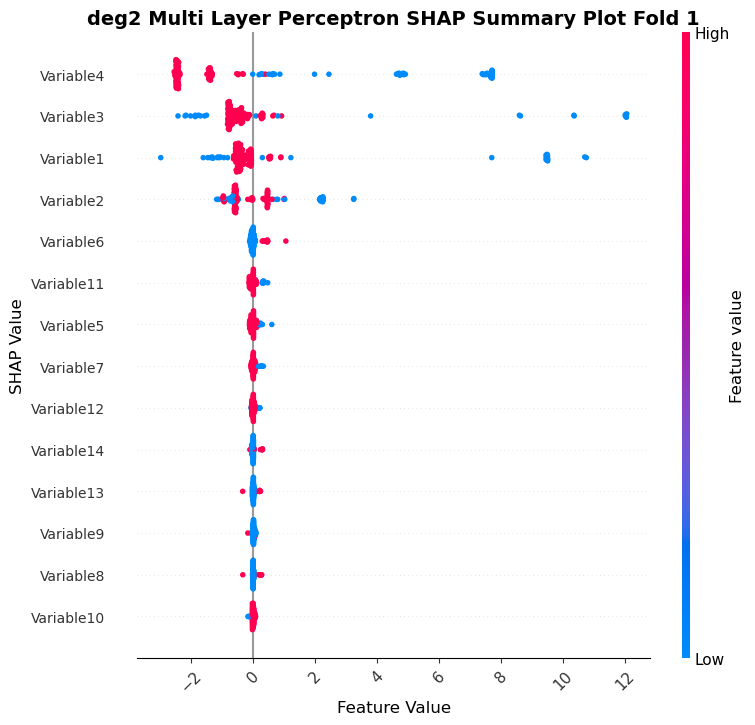 deg2 Multi Layer Perceptron SHAP Summary Plot Fold 1
High
Variable4
Variable3
Variable1
Variable2
Variable6
Variable11
Variable5
Variable7
Variable12
Variable14
Variable13
Variable9
Variable8
Variable10
SHAP Value
Feature value
Low
−2
0
2
4
6
8
10
12
Feature Value